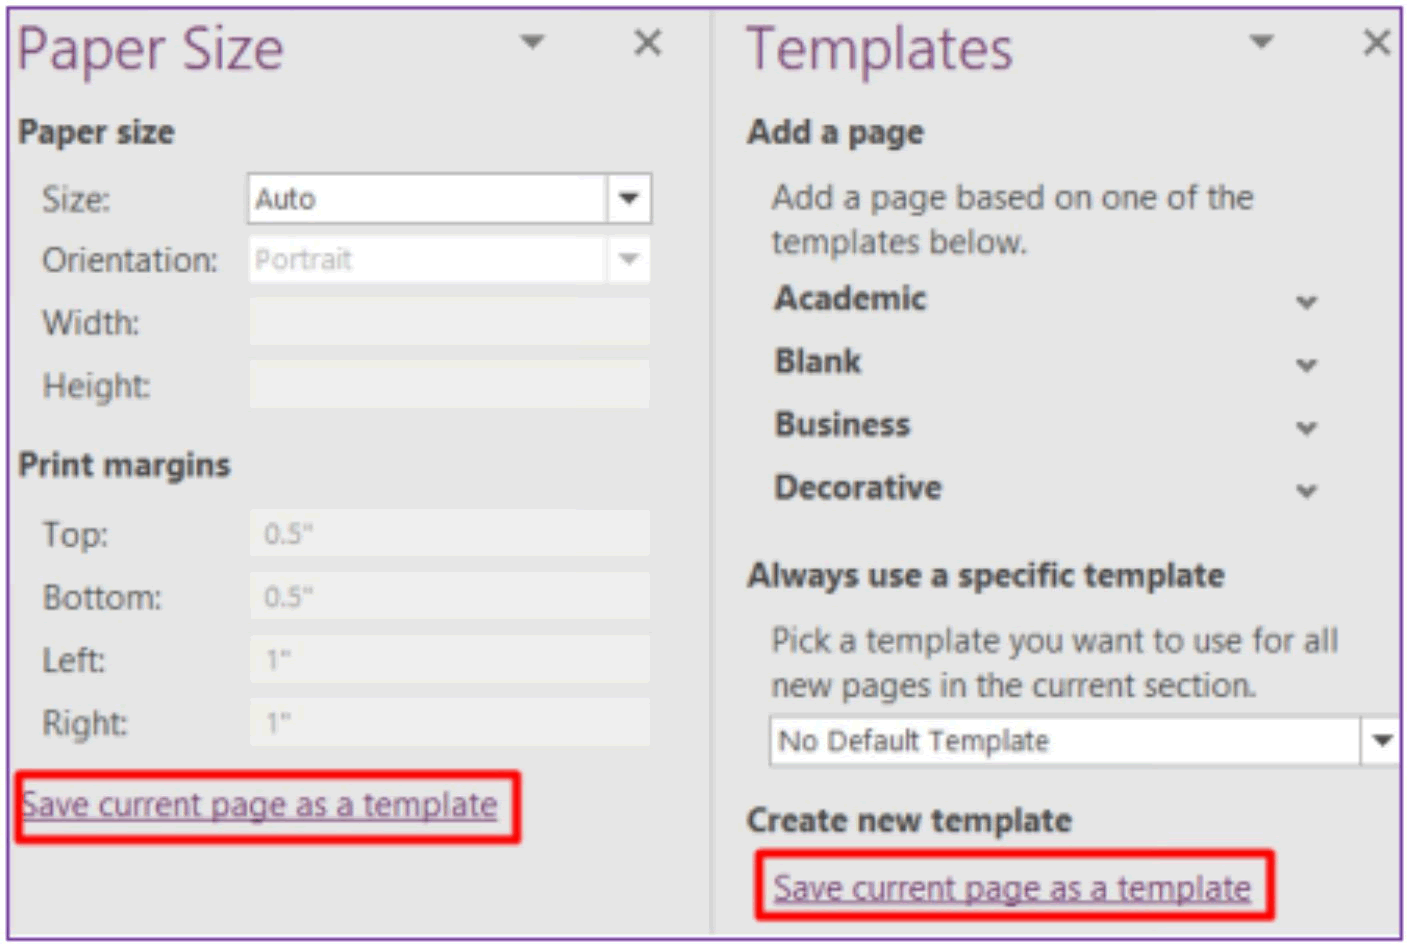 Paper Size
Paper size
Size: Auto
Orientation: Portrait
Width:
Height:
Print margins
Top: 0.5"
Bottom: 0.5"
Left: 1"
Right: 1"
Save current page as a template
Templates
Add a page
Add a page based on one of the
templates below.
Academic
Blank
Business
Decorative
Always use a specific template
Pick a template you want to use for all
new pages in the current section.
No Default Template
Create new template
Save current page as a template